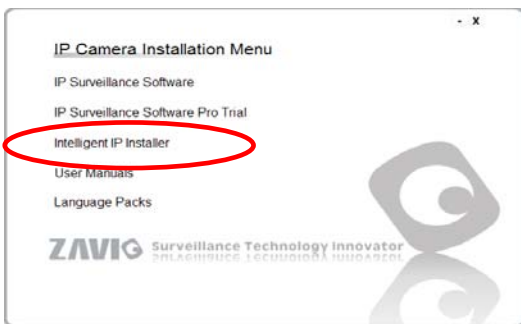 - x
IP Camera Installation Menu
IP Surveillance Software
IP Surveillance Software Pro Trial
Intelligent IP Installer
User Manuals
Language Packs
ZAVIO Surveillance Technology Innovator